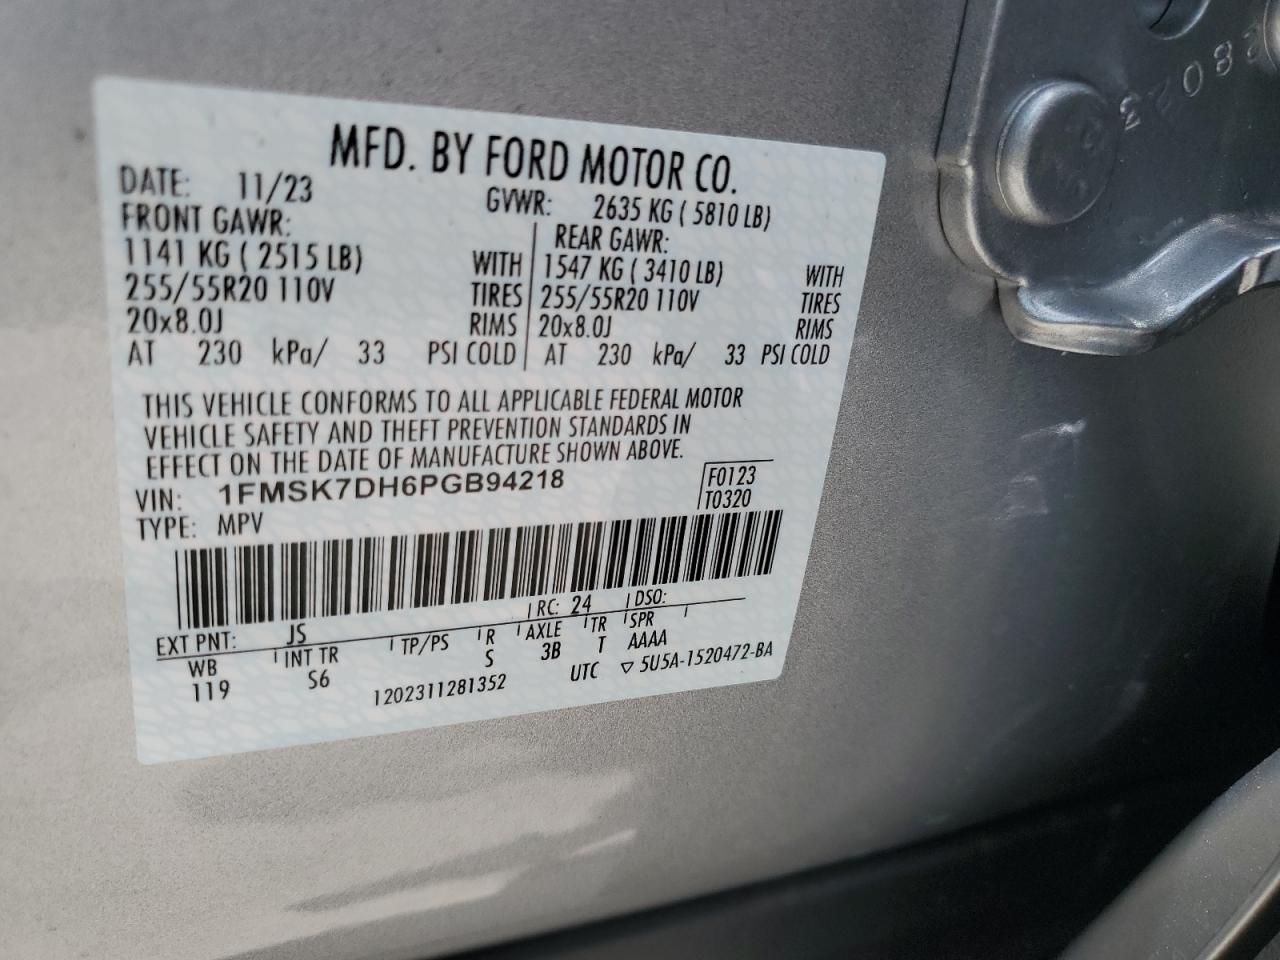 MFD. BY FORD MOTOR CO.
DATE: 11/23 GVWR: 2635 KG ( 5810 LB)
FRONT GAWR: REAR GAWR:
1141 KG ( 2515 LB) WITH 1547 KG ( 3410 LB) WITH
255/55R20 110V TIRES 255/55R20 110V TIRES
20x8.0J RIMS 20x8.0J RIMS
AT 230 kPa/ 33 PSI COLD AT 230 kPa/ 33 PSI COLD
THIS VEHICLE CONFORMS TO ALL APPLICABLE FEDERAL MOTOR
VEHICLE SAFETY AND THEFT PREVENTION STANDARDS IN
EFFECT ON THE DATE OF MANUFACTURE SHOWN ABOVE.
VIN: 1FMSK7DH6PGB94218 F0123
TYPE: MPV T0320
EXT PNT: JS RC: 24 DSO:
WB INT TR TP/PS R AXLE TR SPR
119 S6 S 3B T AAAA
1202311281352 UTC ▽ 5U5A-1520472-BA